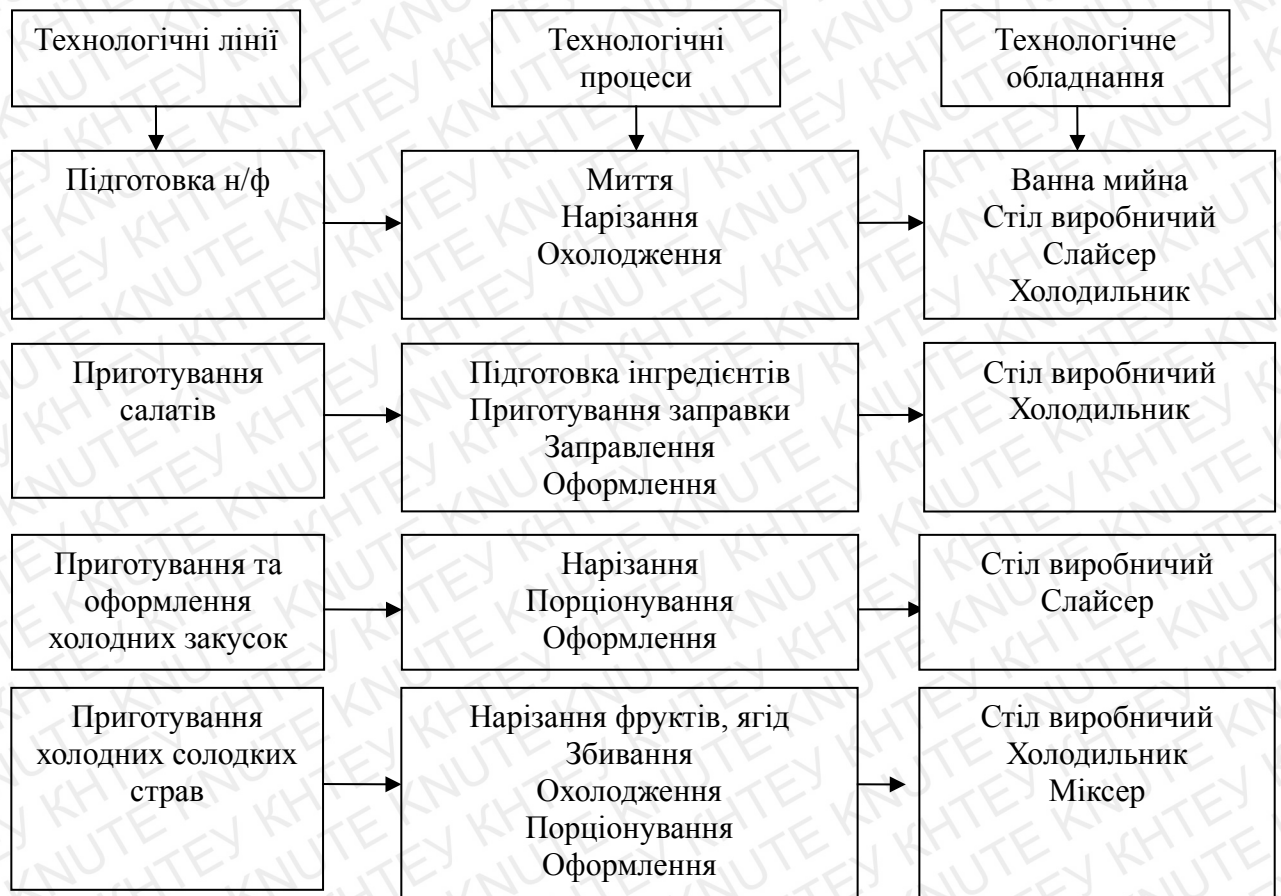 Технологічні лінії
Технологічні
процеси
Технологічне
обладнання
Підготовка н/ф
Миття
Нарізання
Охолодження
Ванна мийна
Стіл виробничий
Слайсер
Холодильник
Приготування
салатів
Підготовка інгредієнтів
Приготування заправки
Заправлення
Оформлення
Стіл виробничий
Холодильник
Приготування та
оформлення
холодних закусок
Нарізання
Порціонування
Оформлення
Стіл виробничий
Слайсер
Приготування
холодних солодких
страв
Нарізання фруктів, ягід
Збивання
Охолодження
Порціонування
Оформлення
Стіл виробничий
Холодильник
Міксер